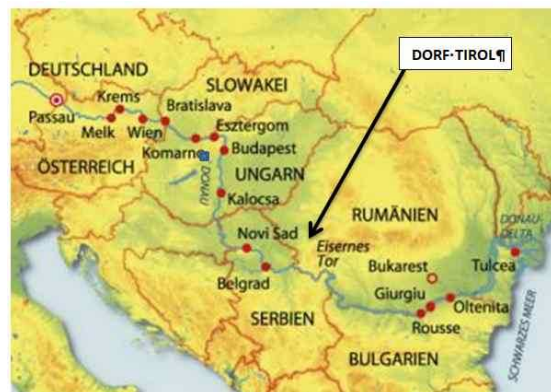 DORF·TIROL¶
DEUTSCHLAND
SLOWAKEI
Krems
Bratislava
Passau
Melk
Wien
Esztergom
Komarno
Budapest
ÖSTERREICH
DONAU
UNGARN
Kalocsa
RUMÄNIEN
DONAU-
DELTA
Novi Sad
Eisernes
Tor
Bukarest
Tulcea
Belgrad
Giurgiu
Oltenita
SERBIEN
Rousse
SCHWARZES MEER
BULGARIEN